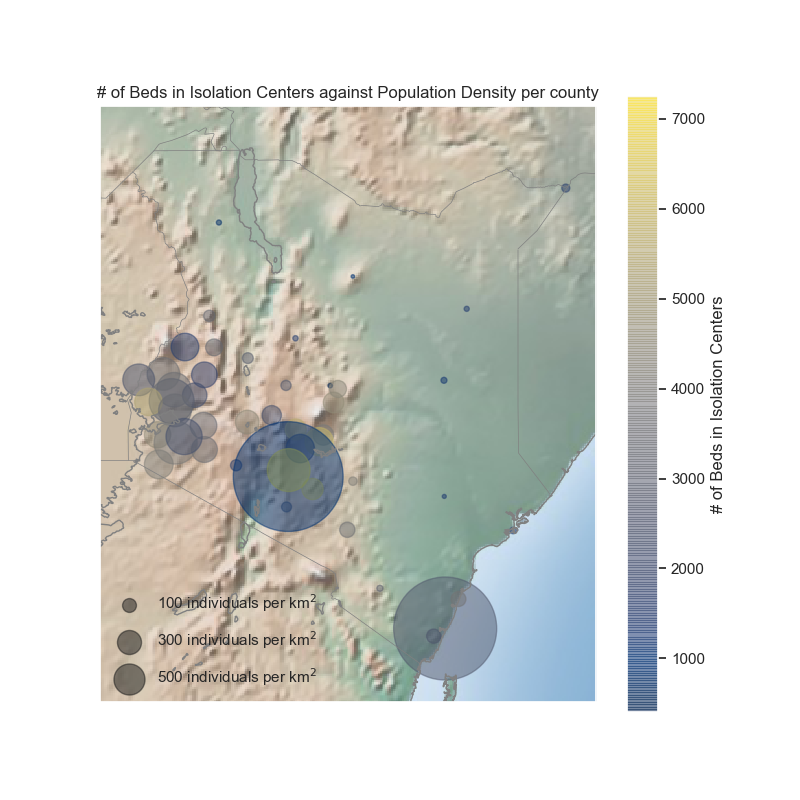 # of Beds in Isolation Centers against Population Density per county
7000
6000
5000
4000
3000
2000
1000
# of Beds in Isolation Centers
100 individuals per km²
300 individuals per km²
500 individuals per km²